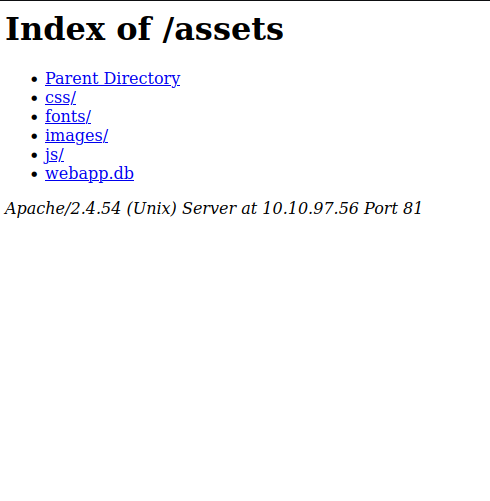 Index of /assets
Parent Directory
css/
fonts/
images/
js/
webapp.db
Apache/2.4.54 (Unix) Server at 10.10.97.56 Port 81